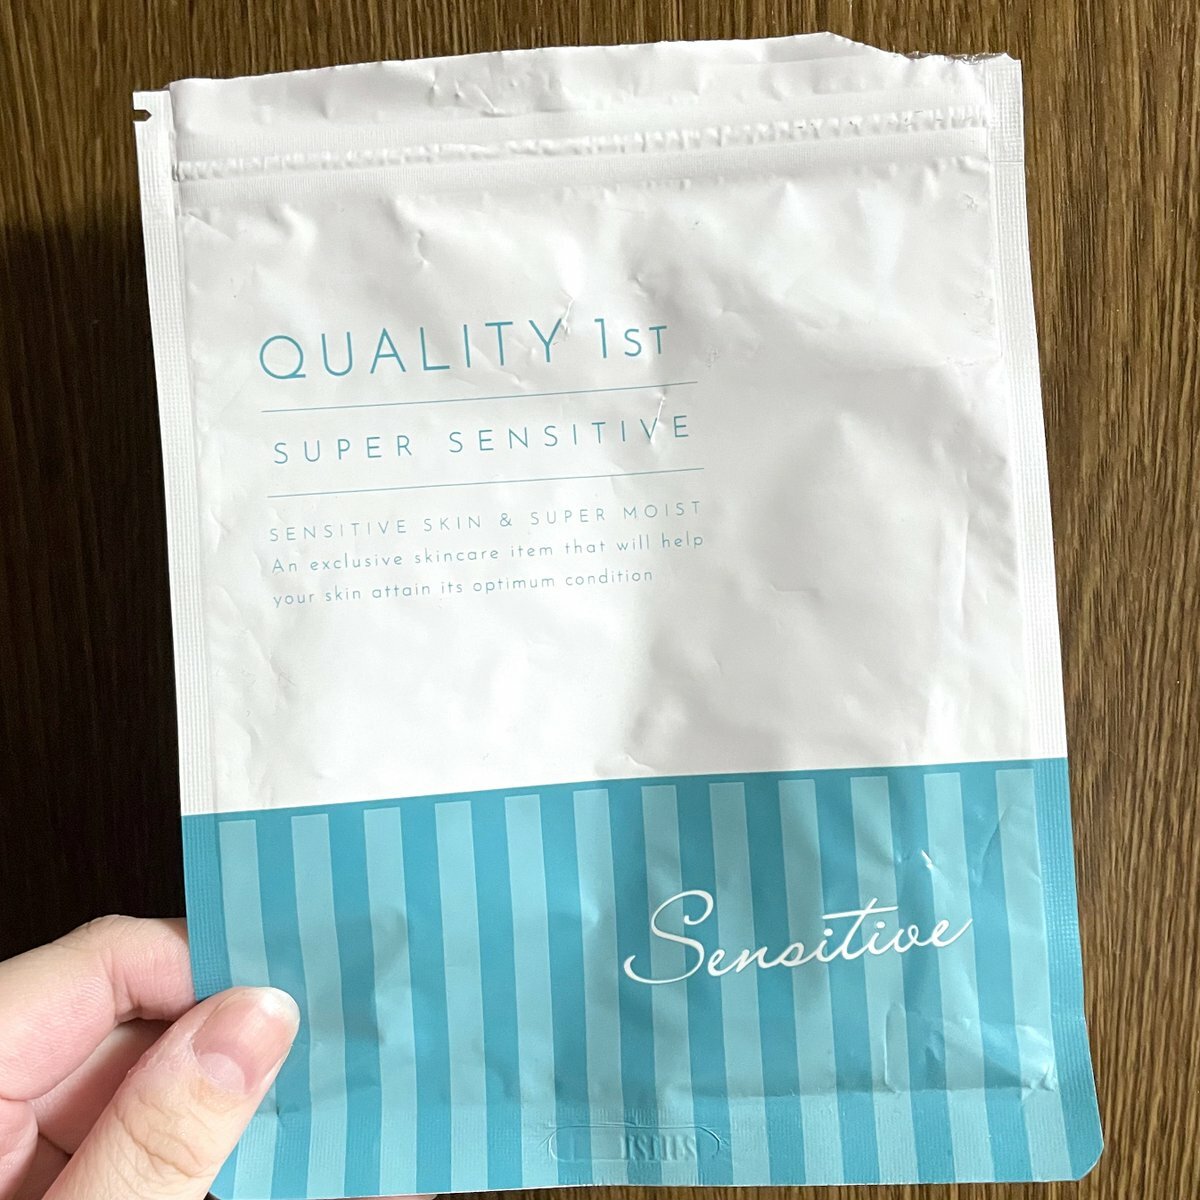 QUALITY 1ST
SUPER SENSITIVE
SENSITIVE SKIN & SUPER MOIST
An exclusive skincare item that will help
your skin attain its optimum condition
Sensitive